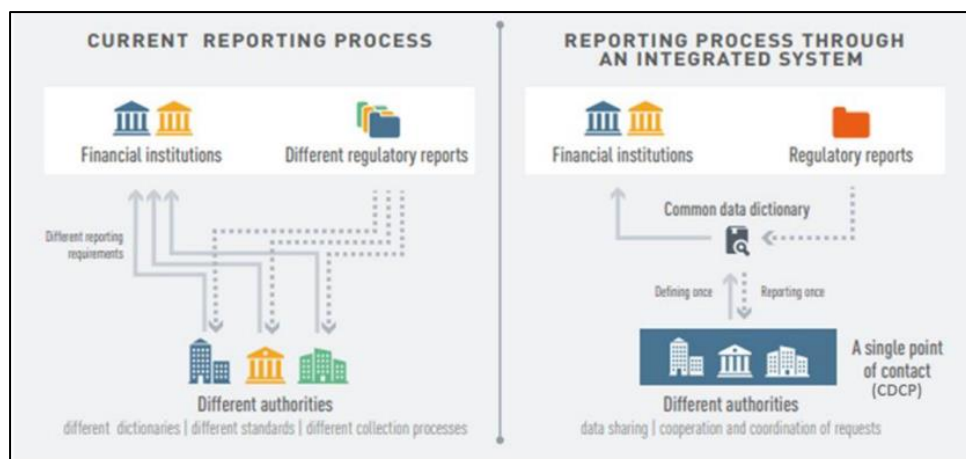 CURRENT REPORTING PROCESS
Financial institutions
Different regulatory reports
Different reporting
requirements
Different authorities
different dictionaries | different standards | different collection processes
REPORTING PROCESS THROUGH
AN INTEGRATED SYSTEM
Financial institutions
Regulatory reports
Common data dictionary
Defining once
Reporting once
A single point
of contact
(CDCP)
Different authorities
data sharing | cooperation and coordination of requests